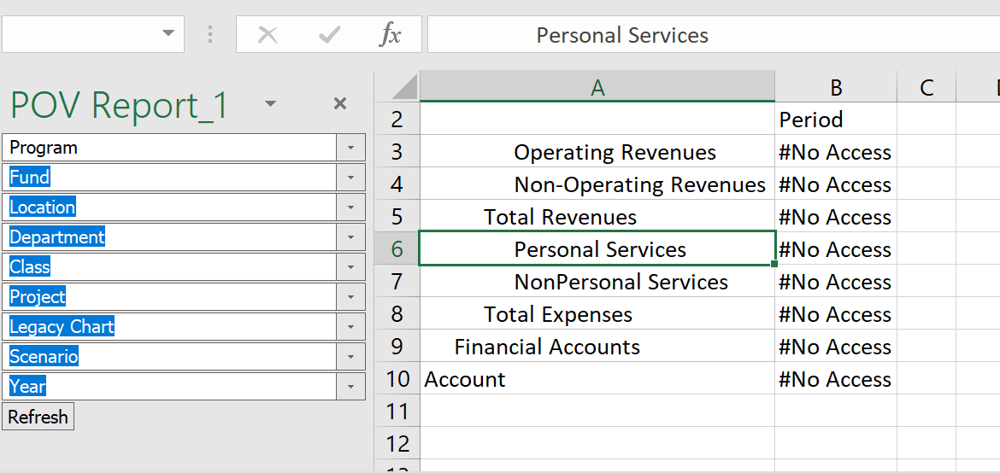 fx Personal Services
POV Report_1
Program
Fund
Location
Department
Class
Project
Legacy Chart
Scenario
Year
Refresh
A B C
2 Period
3 Operating Revenues #No Access
4 Non-Operating Revenues #No Access
5 Total Revenues #No Access
6 Personal Services #No Access
7 NonPersonal Services #No Access
8 Total Expenses #No Access
9 Financial Accounts #No Access
10 Account #No Access
11
12